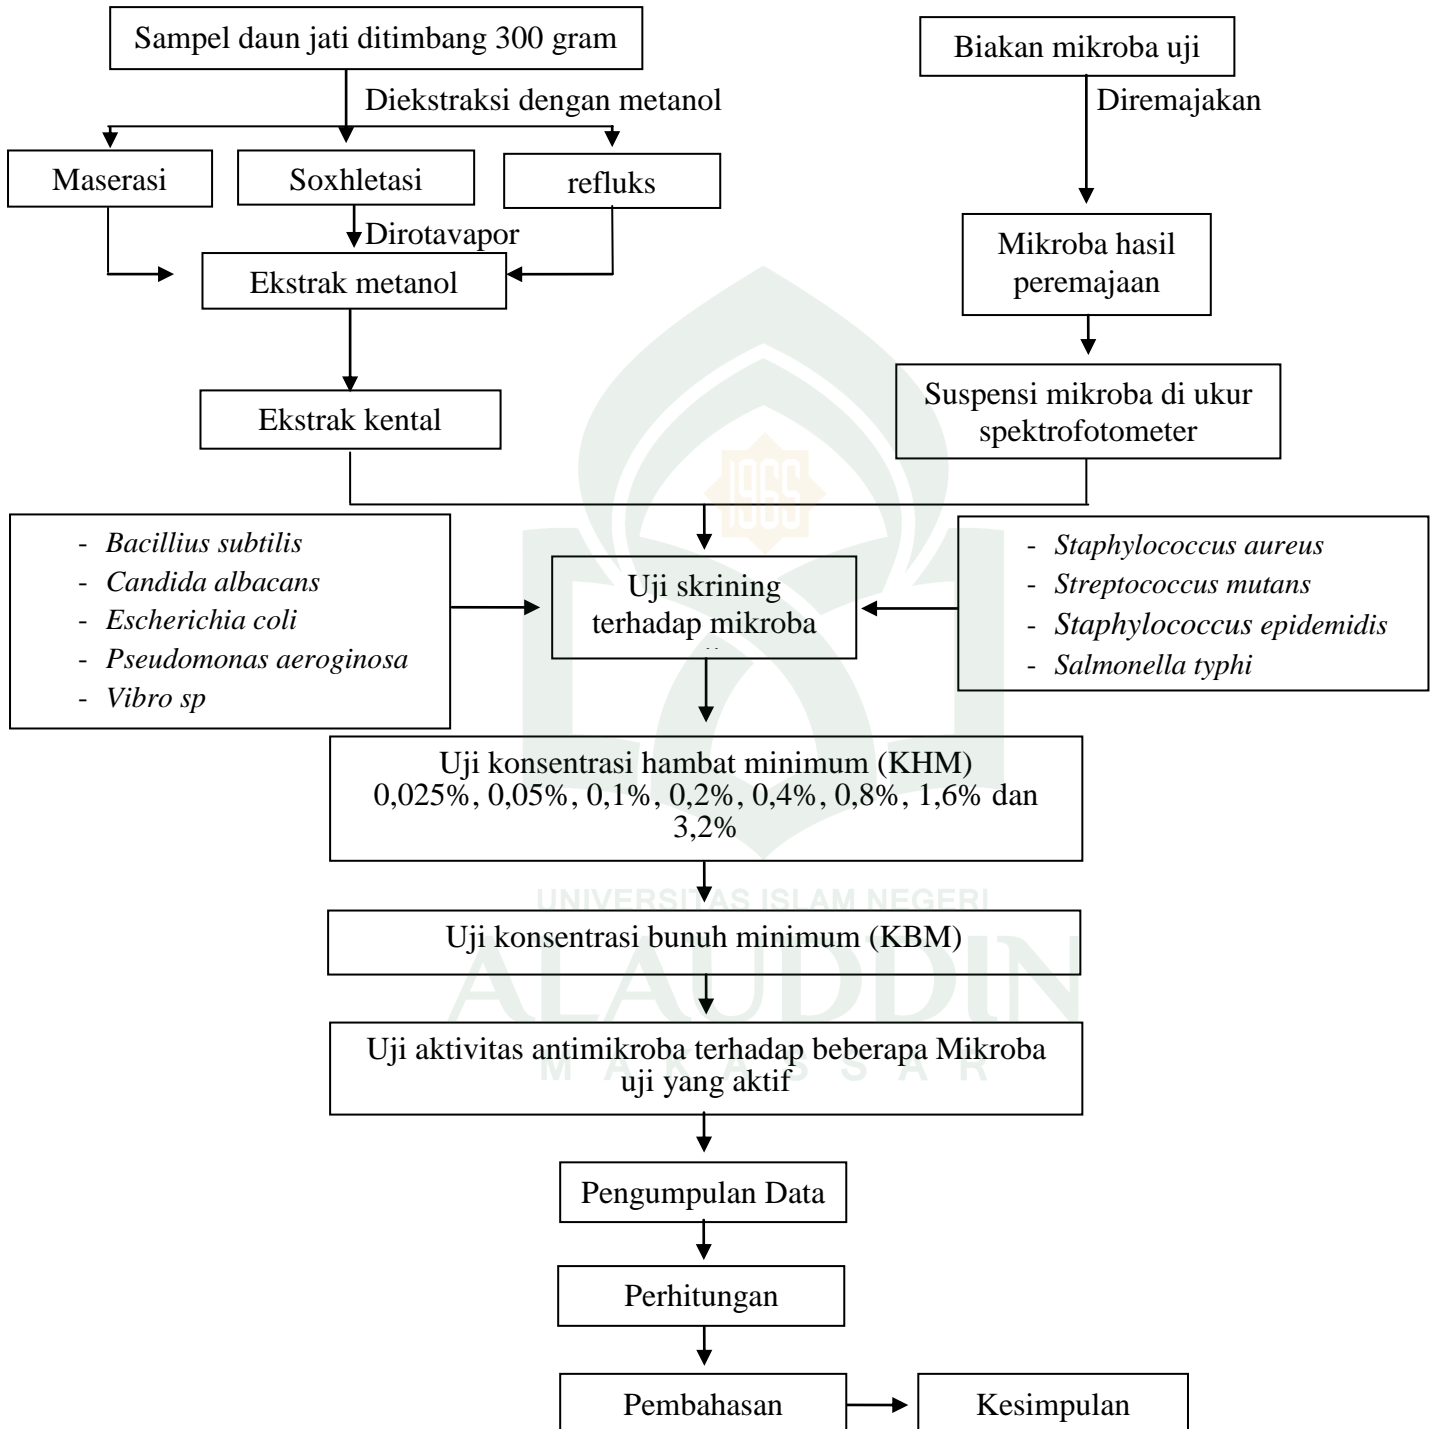 Sampel daun jati ditimbang 300 gram
Diekstraksi dengan metanol
Maserasi
Soxhletasi
refluks
Dirotavapor
Ekstrak metanol
Ekstrak kental
Biakan mikroba uji
Diremajakan
Mikroba hasil
peremajaan
Suspensi mikroba di ukur
spektrofotometer
- Bacillius subtilis
- Candida albacans
- Escherichia coli
- Pseudomonas aeroginosa
- Vibro sp
Uji skrining
terhadap mikroba
- Staphylococcus aureus
- Streptococcus mutans
- Staphylococcus epidemidis
- Salmonella typhi
Uji konsentrasi hambat minimum (KHM)
0,025%, 0,05%, 0,1%, 0,2%, 0,4%, 0,8%, 1,6% dan
3,2%
Uji konsentrasi bunuh minimum (KBM)
Uji aktivitas antimikroba terhadap beberapa Mikroba
uji yang aktif
Pengumpulan Data
Perhitungan
Pembahasan
Kesimpulan
1965
UNIVERSITAS ISLAM NEGERI
ALAUDDIN
MAKASSAR